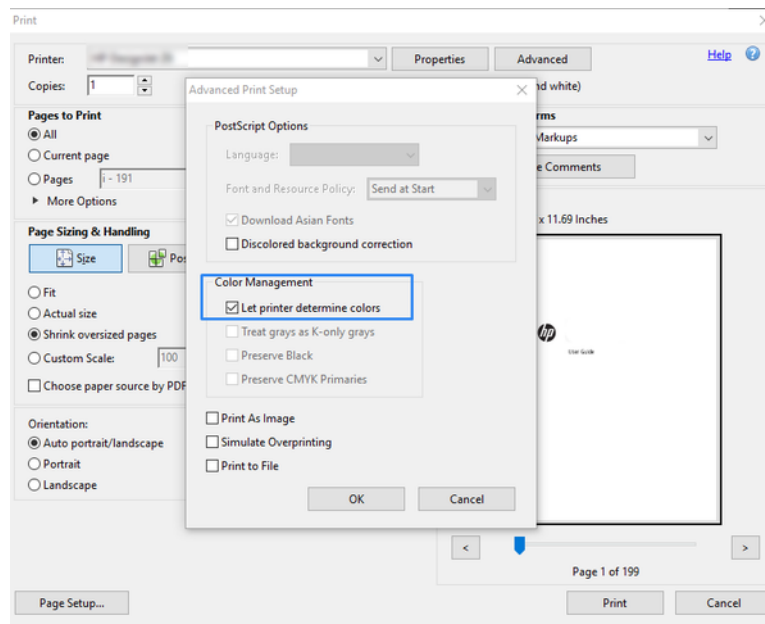 Print
Printer: Properties Advanced Help ?
Copies: 1 nd white)
Pages to Print
All
Current page
Pages i - 191
More Options
Page Sizing & Handling
Size Pos
Fit
Actual size
Shrink oversized pages
Custom Scale: 100
Choose paper source by PDF
Orientation:
Auto portrait/landscape
Portrait
Landscape
Advanced Print Setup
PostScript Options
Language:
Font and Resource Policy: Send at Start
Download Asian Fonts
Discolored background correction
Color Management
Let printer determine colors
Treat grays as K-only grays
Preserve Black
Preserve CMYK Primaries
Print As Image
Simulate Overprinting
Print to File
OK Cancel
rms
Markups
e Comments
x 11.69 Inches
hp
User Guide
< >
Page 1 of 199
Page Setup... Print Cancel